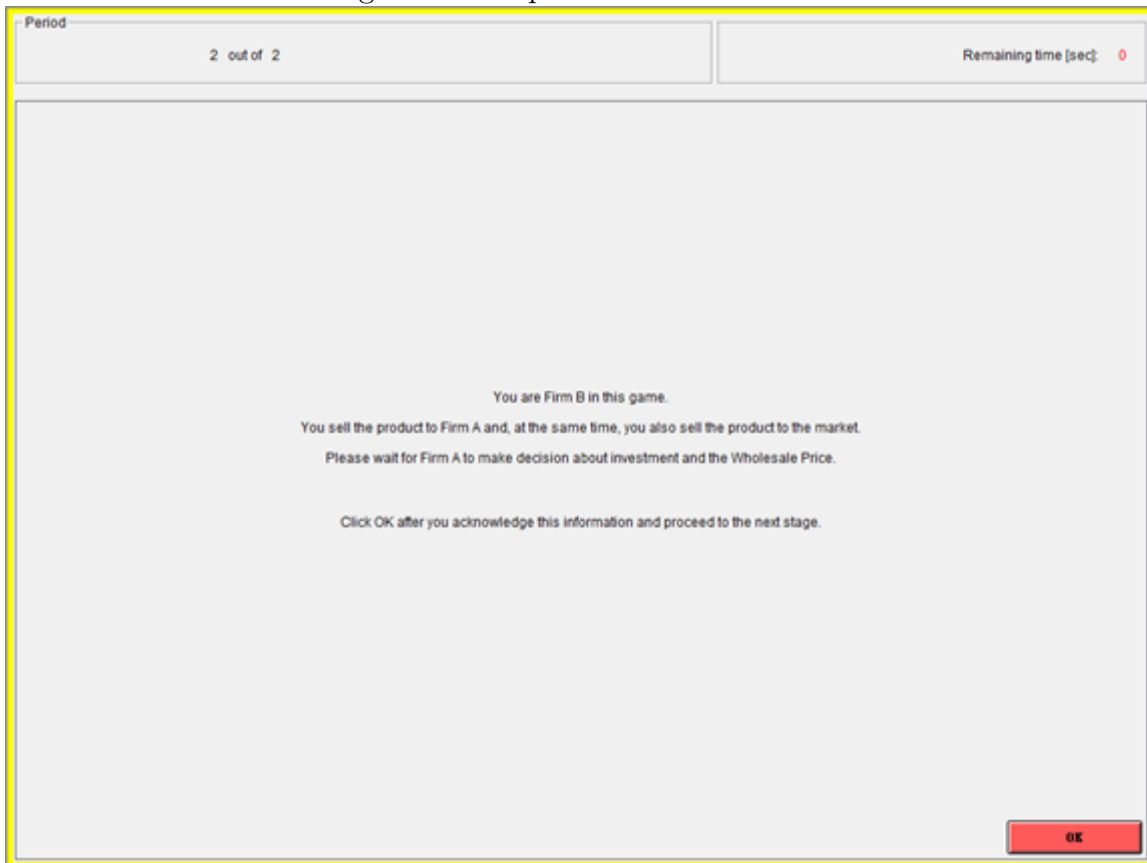 Period
2 out of 2
Remaining time [sec]: 0
You are Firm B in this game.
You sell the product to Firm A and, at the same time, you also sell the product to the market.
Please wait for Firm A to make decision about investment and the Wholesale Price.
Click OK after you acknowledge this information and proceed to the next stage.
OK